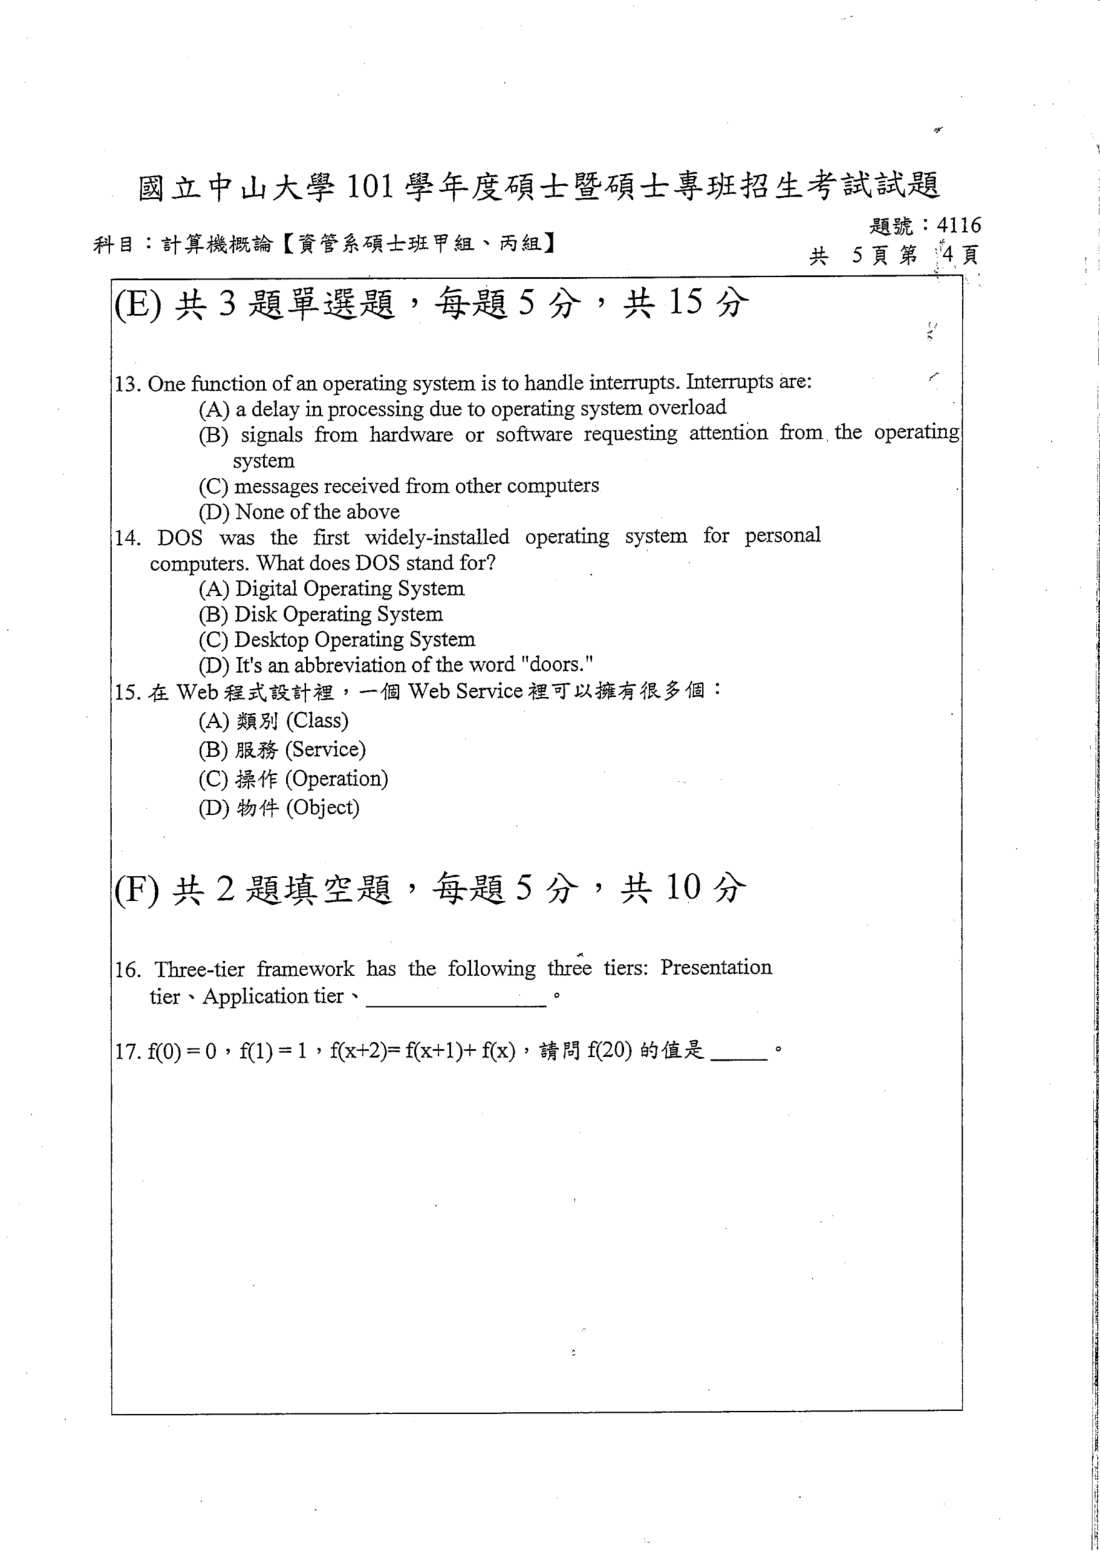 國立中山大學 101 學年度碩士暨碩士專班招生考試試題
科目：計算機概論【資管系碩士班甲組、丙組】
題號：4116
共 5 頁 第 4 頁
(E) 共 3 題單選題，每題 5 分，共 15 分
13. One function of an operating system is to handle interrupts. Interrupts are:
(A) a delay in processing due to operating system overload
(B) signals from hardware or software requesting attention from the operating
system
(C) messages received from other computers
(D) None of the above
14. DOS was the first widely-installed operating system for personal
computers. What does DOS stand for?
(A) Digital Operating System
(B) Disk Operating System
(C) Desktop Operating System
(D) It's an abbreviation of the word "doors."
15. 在 Web 程式設計裡，一個 Web Service 裡可以擁有很多個：
(A) 類別 (Class)
(B) 服務 (Service)
(C) 操作 (Operation)
(D) 物件 (Object)
(F) 共 2 題填空題，每題 5 分，共 10 分
16. Three-tier framework has the following three tiers: Presentation
tier、Application tier、__________________。
17. f(0) = 0，f(1) = 1，f(x+2)= f(x+1)+ f(x)，請問 f(20) 的值是 _____。